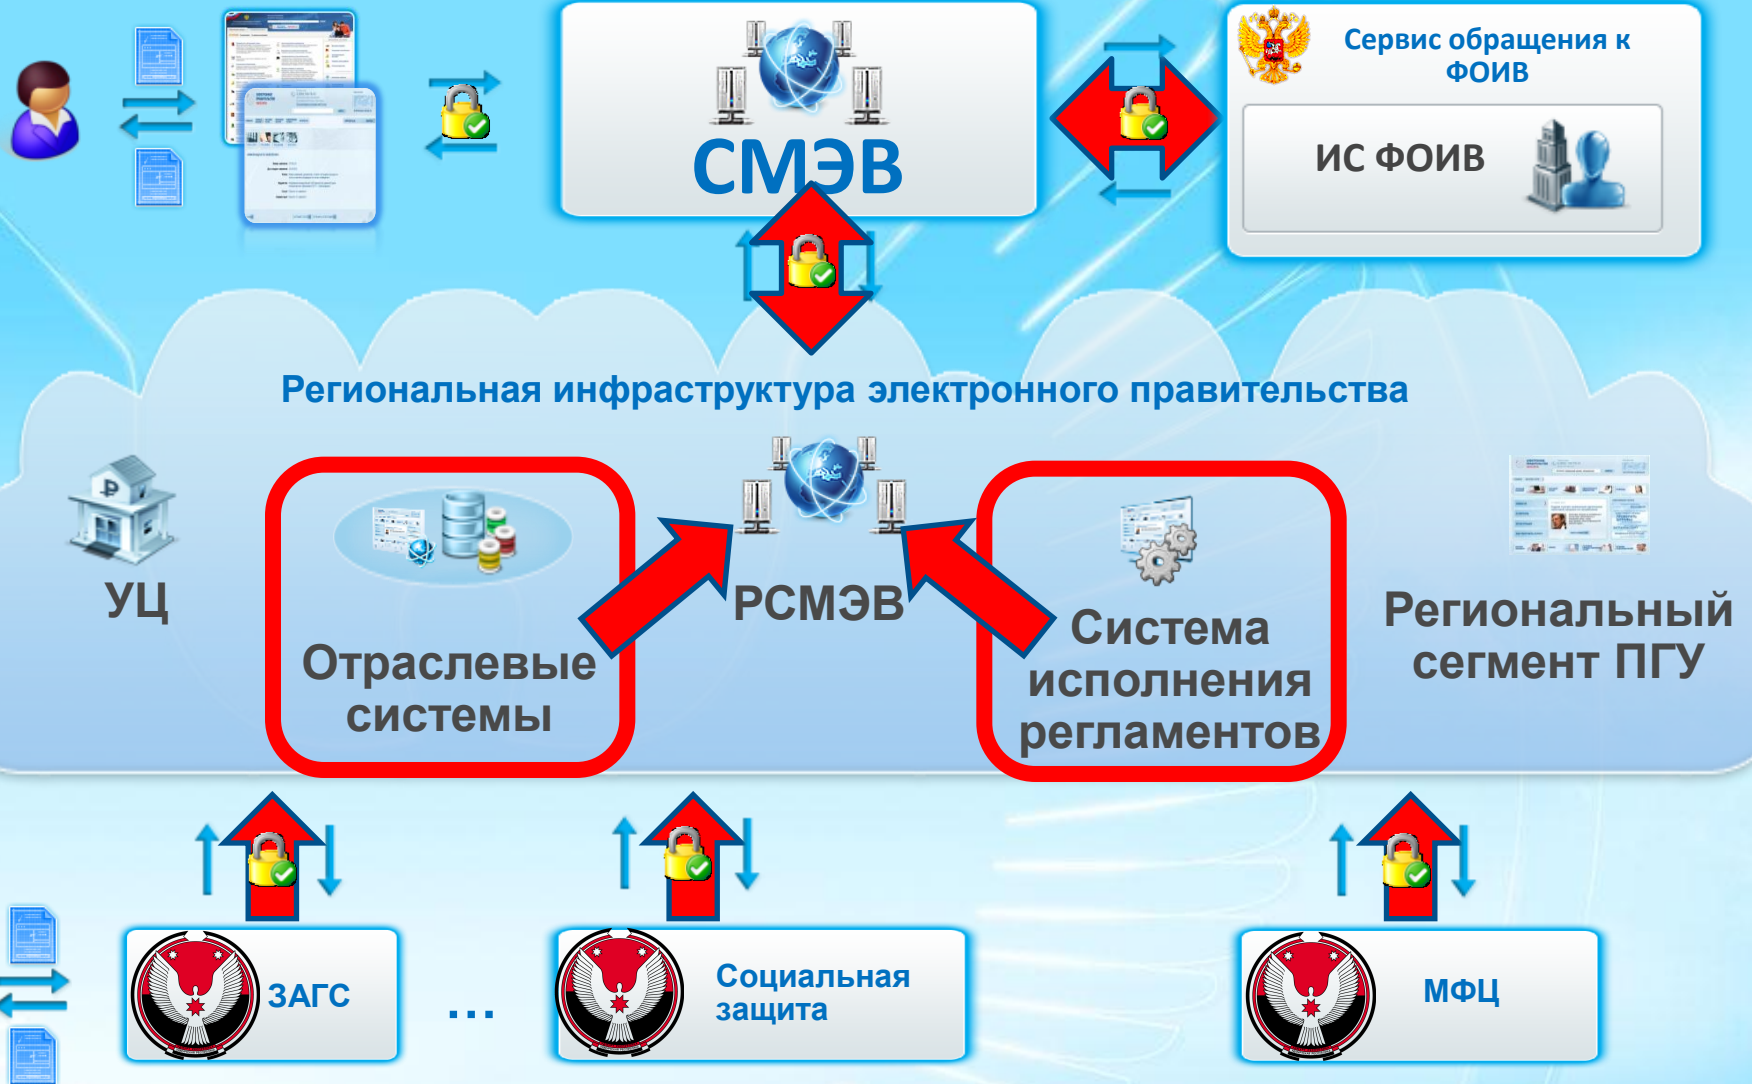 СМЭВ
Сервис обращения к
ФОИВ
ИС ФОИВ
Региональная инфраструктура электронного правительства
УЦ
Отраслевые
системы
РСМЭВ
Система
исполнения
регламентов
Региональный
сегмент ПГУ
ЗАГС
...
Социальная
защита
МФЦ